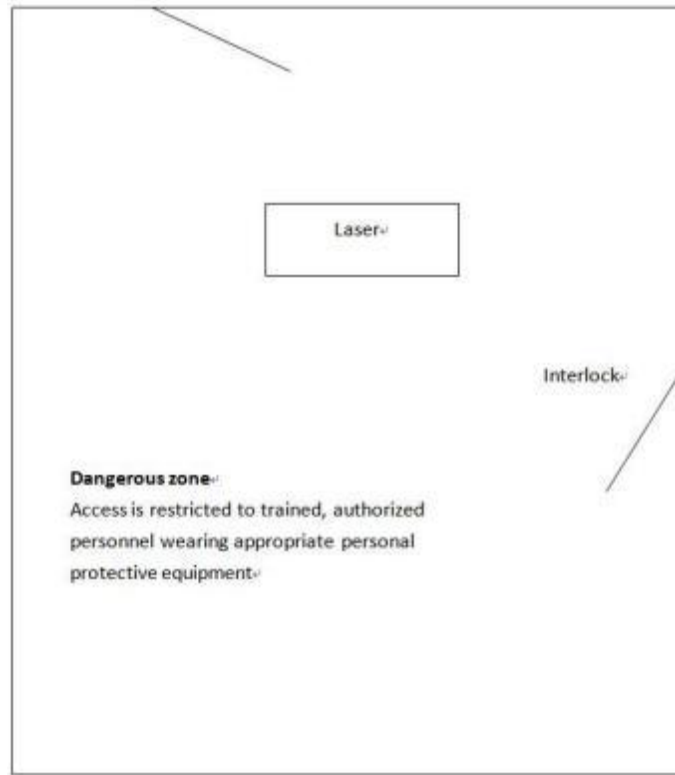 Laser
Interlock
Dangerous zone
Access is restricted to trained, authorized
personnel wearing appropriate personal
protective equipment